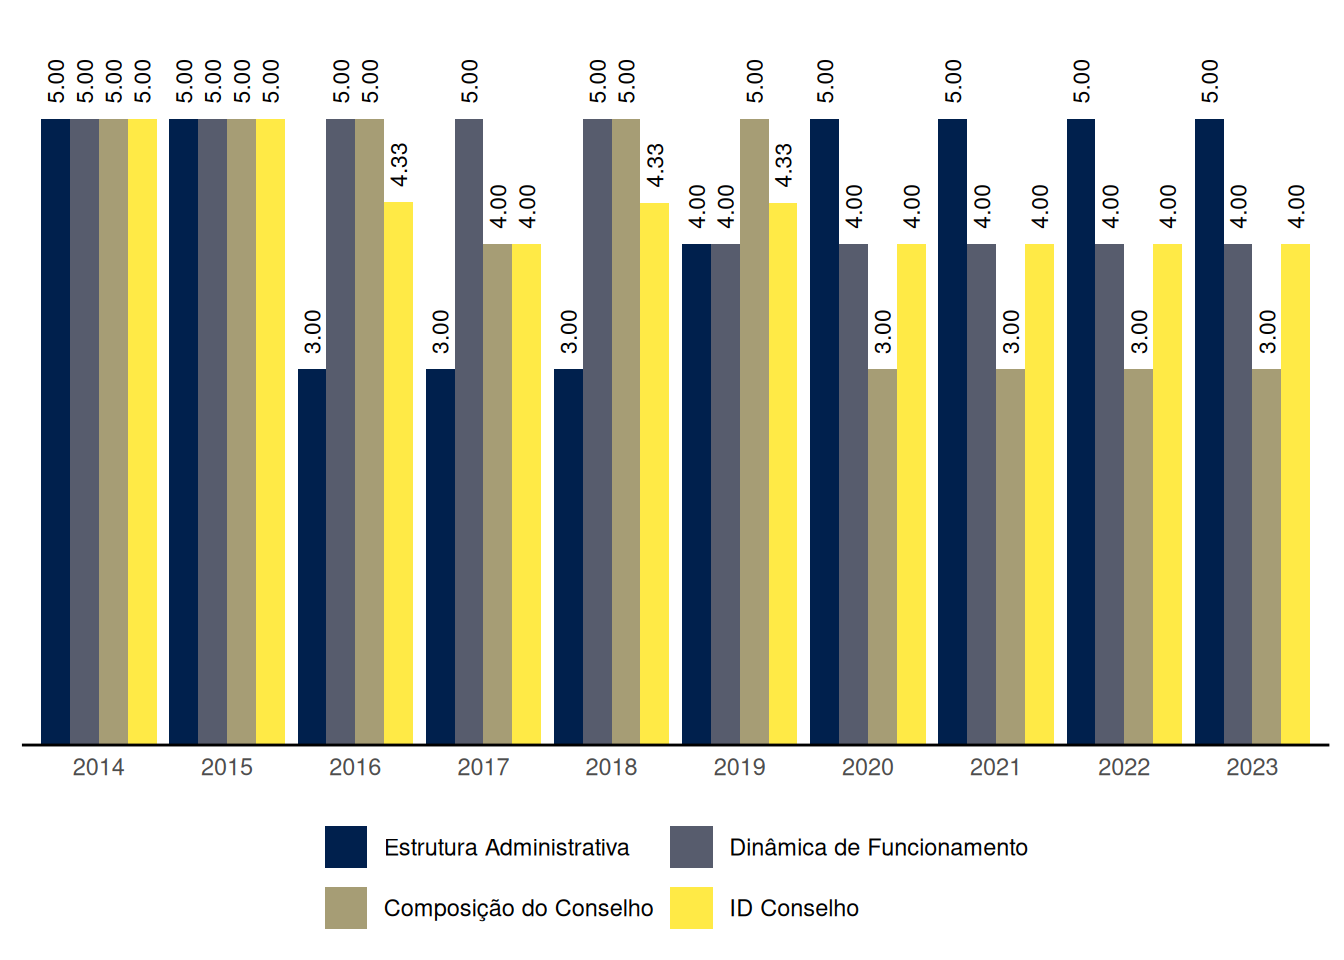 5.00 5.00 5.00 5.00 5.00 5.00 5.00 5.00 3.00 5.00 5.00 4.33 3.00 5.00 4.00 4.00 3.00 5.00 5.00 4.33 4.00 4.00 5.00 4.33 5.00 4.00 3.00 4.00 5.00 4.00 3.00 4.00 5.00 4.00 3.00 4.00 5.00 4.00 3.00 4.00
2014 2015 2016 2017 2018 2019 2020 2021 2022 2023
Estrutura Administrativa Dinâmica de Funcionamento
Composição do Conselho ID Conselho